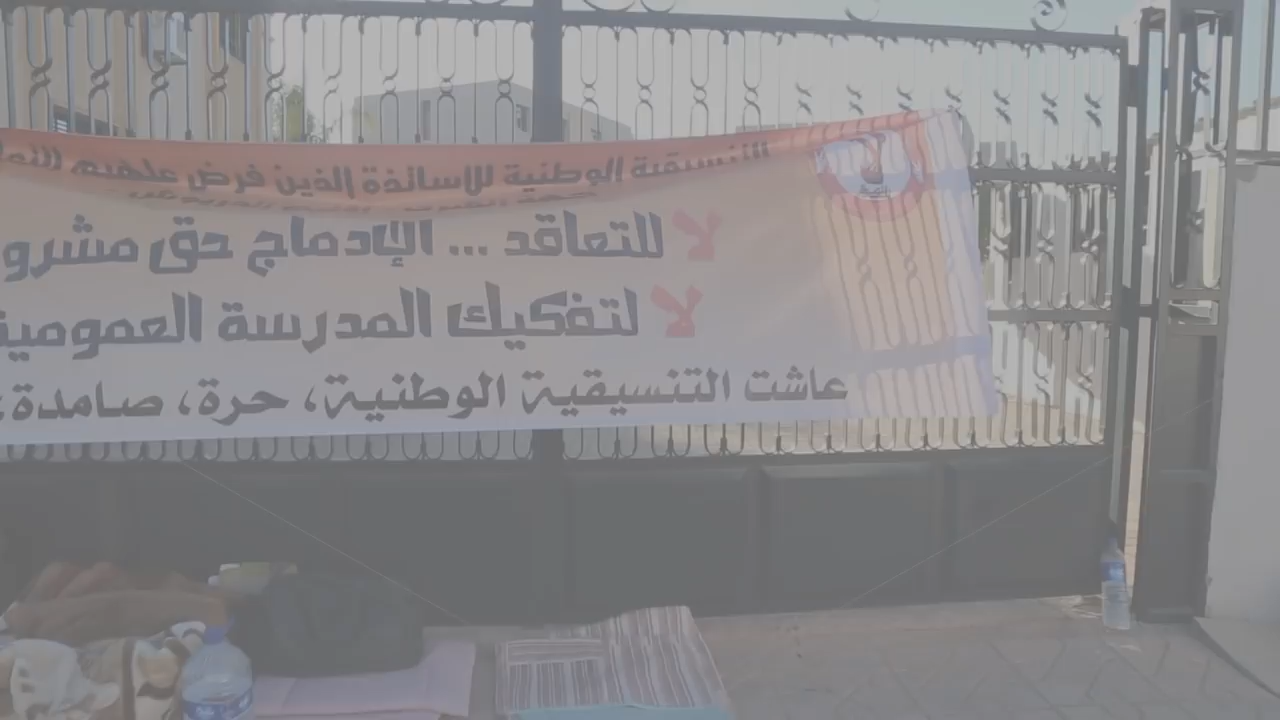 التنسيقية الوطنية للأساتذة الذين فرض عليهم
لا للتعاقد ... الإدماج حق مشرو
لا لتفكيك المدرسة العمومية
عاشت التنسيقية الوطنية، حرة، صامدة،